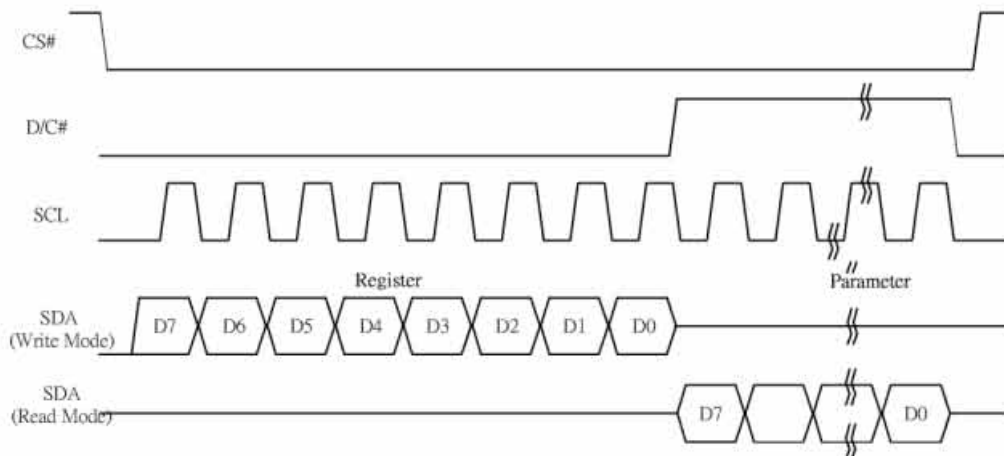 CS#
D/C#
SCL
Register
Parameter
SDA
(Write Mode)
D7 D6 D5 D4 D3 D2 D1 D0
SDA
(Read Mode)
D7 D0